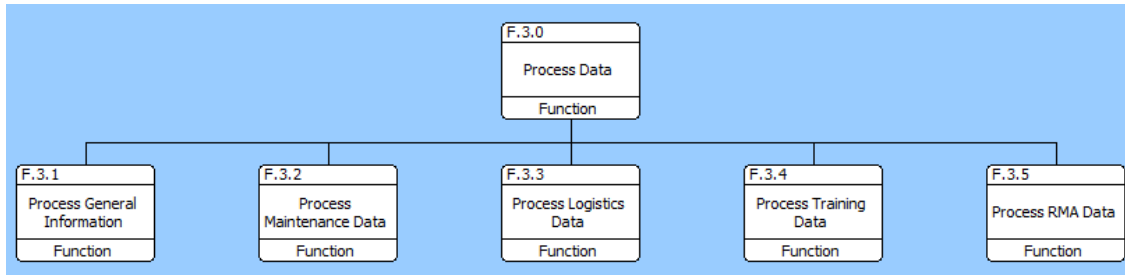 F.3.0
Process Data
Function
F.3.1
Process General
Information
Function
F.3.2
Process
Maintenance Data
Function
F.3.3
Process Logistics
Data
Function
F.3.4
Process Training
Data
Function
F.3.5
Process RMA Data
Function